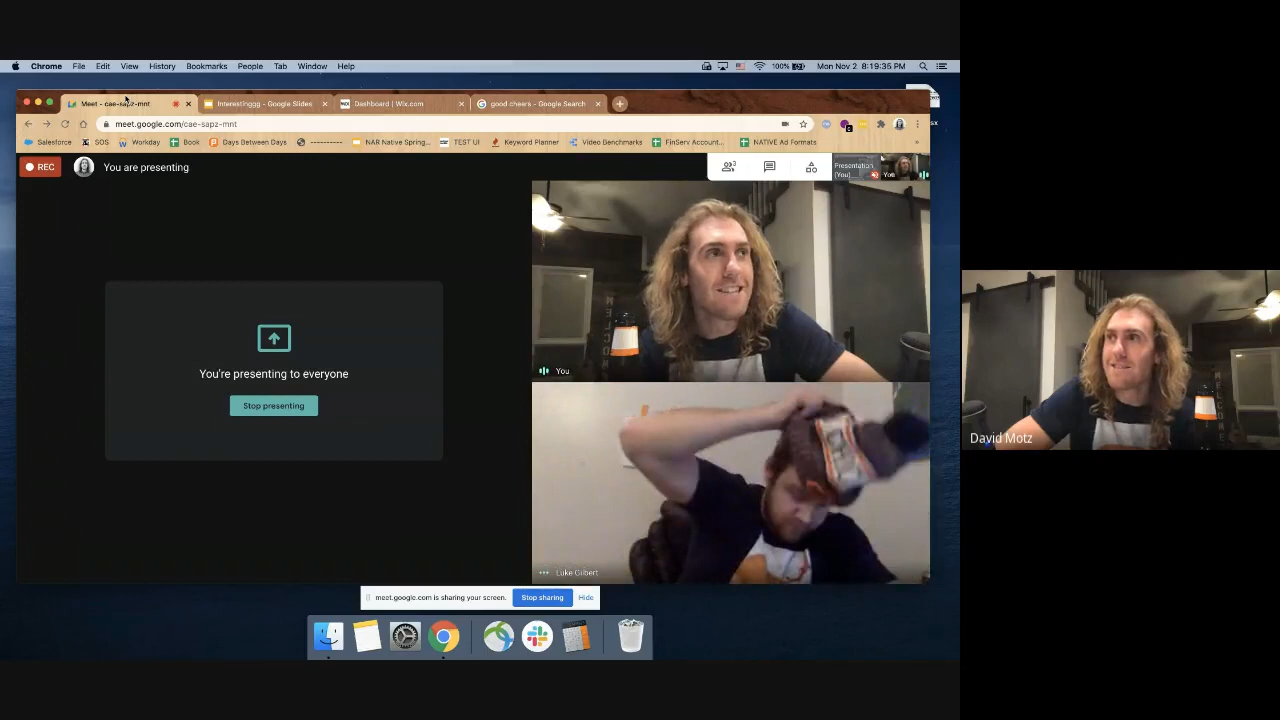 Chrome File Edit View History Bookmarks People Tab Window Help 100% Mon Nov 2 8:19:35 PM
Meet - cae-sapz-mnt Interestinggg - Google Slides Dashboard | Wix.com good cheers - Google Search
meet.google.com/cae-sapz-mnt
Salesforce SOS Workday Book Days Between Days ---------- NAR Native Spring... TEST UI Keyword Planner Video Benchmarks FinServ Account... NATIVE Ad Formats »
REC You are presenting 3 Presentation (You) You
You're presenting to everyone
Stop presenting
You
David Motz
Luke Gilbert
meet.google.com is sharing your screen. Stop sharing Hide